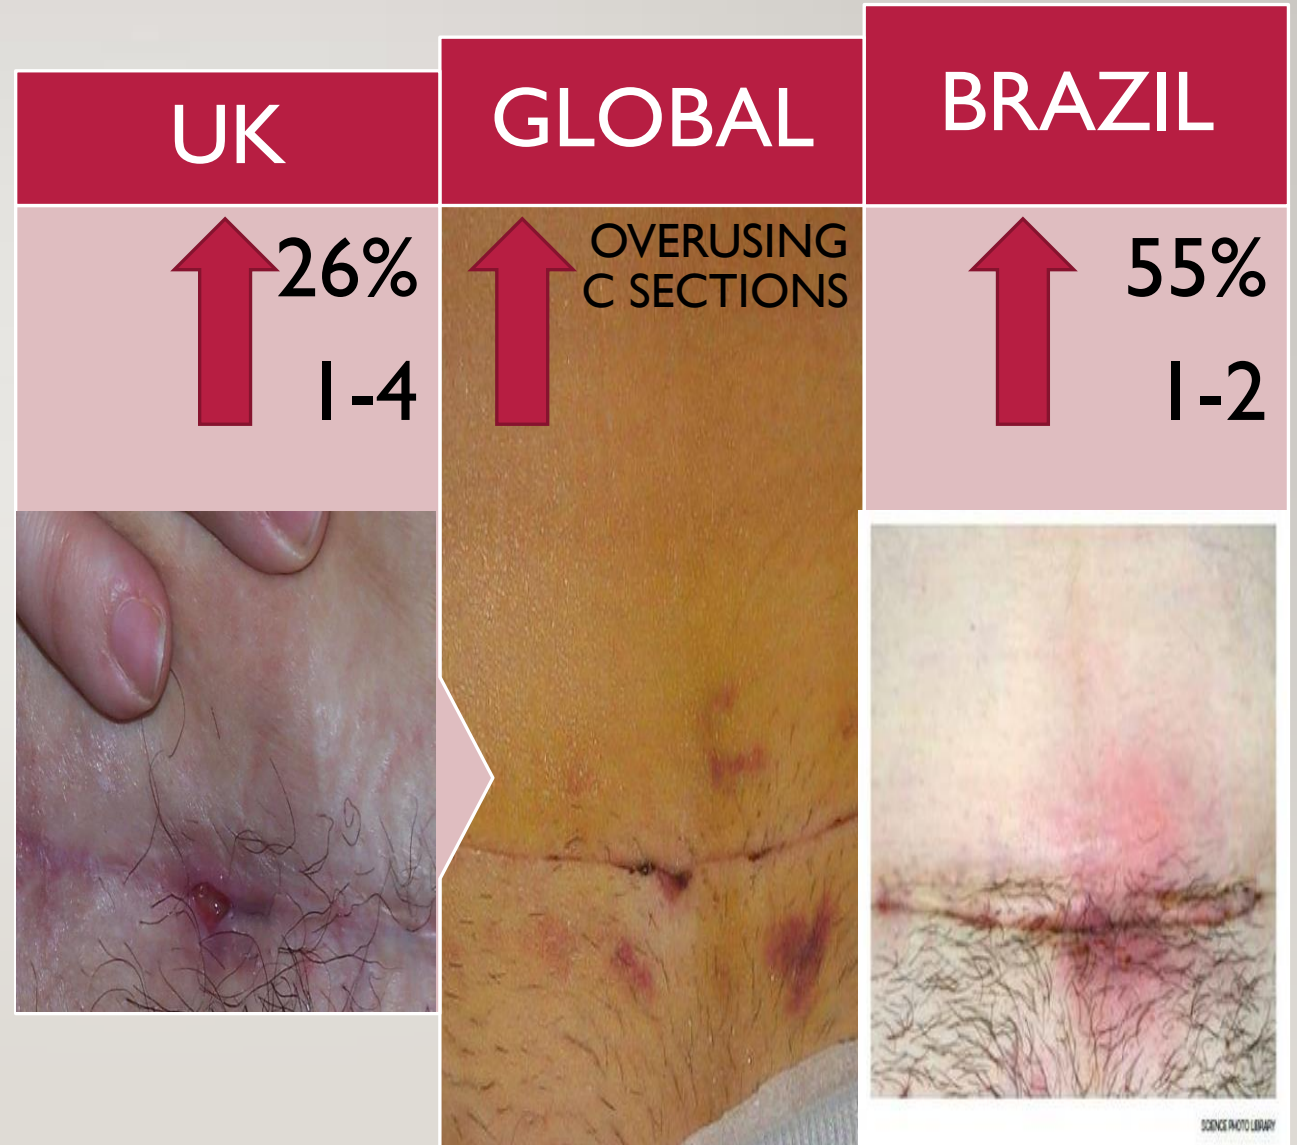 UK
26%
1-4
GLOBAL
OVERUSING
C SECTIONS
BRAZIL
55%
1-2
SCIENCE PHOTO LIBRARY